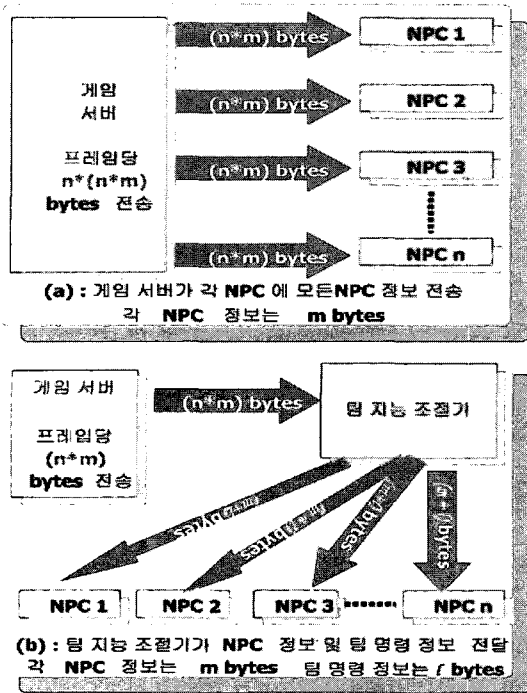 게임
서버
프레임당
n*(n*m)
bytes 전송
(n*m) bytes
NPC 1
(n*m) bytes
NPC 2
(n*m) bytes
NPC 3
(n*m) bytes
NPC n
(a) : 게임 서버가 각 NPC 에 모든NPC 정보 전송
각 NPC 정보는 m bytes
게임 서버
프레임당
(n*m)
bytes 전송
(n*m) bytes
팀 지능 조절기
bytes
bytes
bytes
bytes
NPC 1
NPC 2
NPC 3
NPC n
(b) : 팀 지능 조절기가 NPC 정보 및 팀 명령 정보 전달
각 NPC 정보는 m bytes 팀 명령 정보는 l bytes